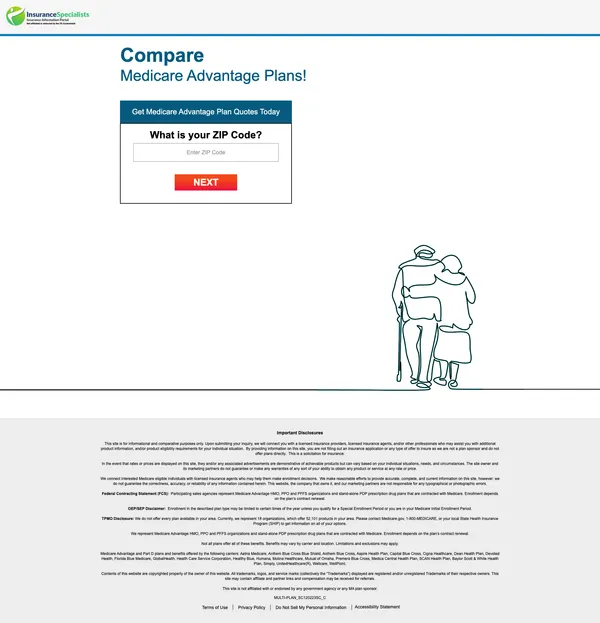 InsuranceSpecialists
Insurance Information Portal
Not affiliated or endorsed by the US Government
Compare
Medicare Advantage Plans!
Get Medicare Advantage Plan Quotes Today
What is your ZIP Code?
Enter ZIP Code
NEXT
Important Disclosures
This site is for informational and comparative purposes only. Upon submitting your inquiry, we will connect you with a licensed insurance providers, licensed insurance agents, and/or other professionals who may assist you with additional
product information, and/or product eligibility requirements for your individual situation. By providing information on this site, you are not filling out an insurance application or any type of offer to insure as we are not a plan sponsor and do not
offer plans directly. This is a solicitation for insurance.
In the event that rates or prices are displayed on this site, they and/or any associated advertisements are demonstrative of achievable products but can vary based on your individual situations, needs, and circumstances. The site owner and
its marketing partners do not guarantee or make any warranties of any sort of your ability to obtain any product or service at any rate or price.
We connect interested Medicare eligible individuals with licensed insurance agents who may help them make enrollment decisions. We make reasonable efforts to provide accurate, complete, and current information on this site, however; we
do not guarantee the correctness, accuracy, or reliability of any information contained herein. This website, the company that owns it, and our marketing partners are not responsible for any typographical or photographic errors.
Federal Contracting Statement (FCS): Participating sales agencies represent Medicare Advantage HMO, PPO and PFFS organizations and stand-alone PDP prescription drug plans that are contracted with Medicare. Enrollment depends
on the plan's contract renewal.
OEP/SEP Disclaimer: Enrollment in the described plan type may be limited to certain times of the year unless you qualify for a Special Enrollment Period or you are in your Medicare Initial Enrollment Period.
TPMO Disclosure: We do not offer every plan available in your area. Currently, we represent 18 organizations, which offer 52,101 products in your area. Please contact Medicare.gov, 1-800-MEDICARE, or your local State Health Insurance
Program (SHIP) to get information on all of your options.
We represent Medicare Advantage HMO, PPO and PFFS organizations and stand-alone PDP prescription drug plans that are contracted with Medicare. Enrollment depends on the plan's contract renewal.
Not all plans offer all of these benefits. Benefits may vary by carrier and location. Limitations and exclusions may apply.
Medicare Advantage and Part D plans and benefits offered by the following carriers: Aetna Medicare, Anthem Blue Cross Blue Shield, Anthem Blue Cross, Aspire Health Plan, Capital Blue Cross, Cigna Healthcare, Dean Health Plan, Devoted
Health, Florida Blue Medicare, GlobalHealth, Health Care Service Corporation, Healthy Blue, Humana, Molina Healthcare, Mutual of Omaha, Premera Blue Cross, Medica Central Health Plan, SCAN Health Plan, Baylor Scott & White Health
Plan, Simply, UnitedHealthcare(R), Wellcare, WellPoint.
Contents of this website are copyrighted property of the owner of this website. All trademarks, logos, and service marks (collectively the "Trademarks") displayed are registered and/or unregistered Trademarks of their respective owners. This
site may contain affiliate and partner links and compensation may be received for referrals.
This site is not affiliated with or endorsed by any government agency or any MA plan sponsor.
MULTI-PLAN_SC120223SC_C
Terms of Use | Privacy Policy | Do Not Sell My Personal Information | Accessibility Statement